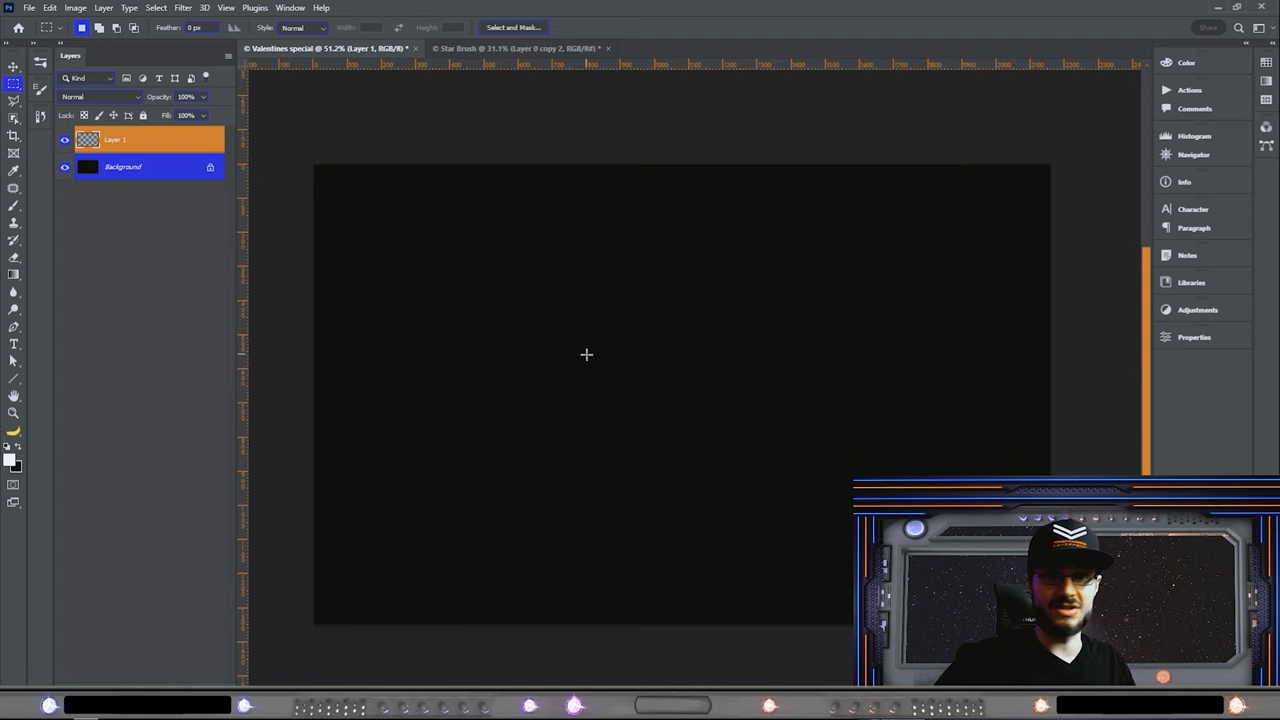 Ps File Edit Image Layer Type Select Filter 3D View Plugins Window Help
Feather: 0 px Style: Normal Width: Height: Select and Mask... Share
© Valentines special @ 51.2% (Layer 1, RGB/8) * × © Star Brush @ 31.1% (Layer 0 copy 2, RGB/8#) * ×
Layers
Kind
Normal Opacity: 100%
Lock: Fill: 100%
Layer 1
Background
Color
Actions
Comments
Histogram
Navigator
Info
Character
Paragraph
Notes
Libraries
Adjustments
Properties